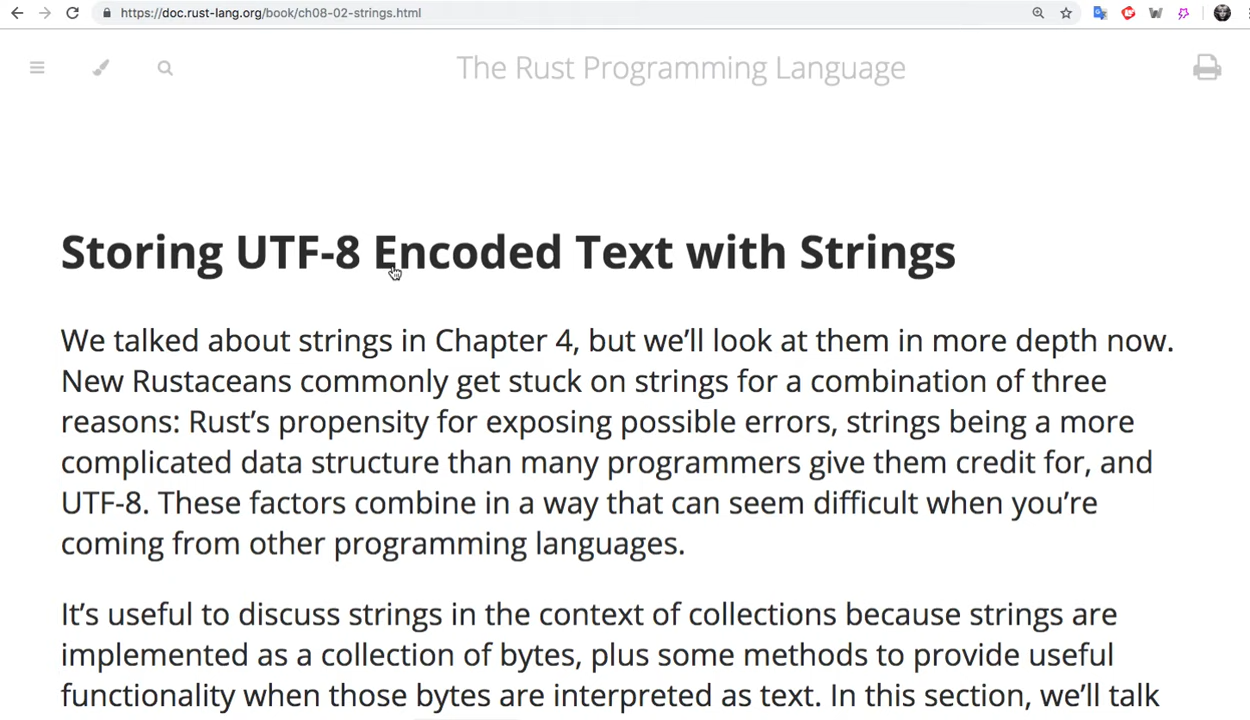 https://doc.rust-lang.org/book/ch08-02-strings.html
The Rust Programming Language
Storing UTF-8 Encoded Text with Strings
We talked about strings in Chapter 4, but we’ll look at them in more depth now.
New Rustaceans commonly get stuck on strings for a combination of three
reasons: Rust’s propensity for exposing possible errors, strings being a more
complicated data structure than many programmers give them credit for, and
UTF-8. These factors combine in a way that can seem difficult when you’re
coming from other programming languages.
It’s useful to discuss strings in the context of collections because strings are
implemented as a collection of bytes, plus some methods to provide useful
functionality when those bytes are interpreted as text. In this section, we’ll talk